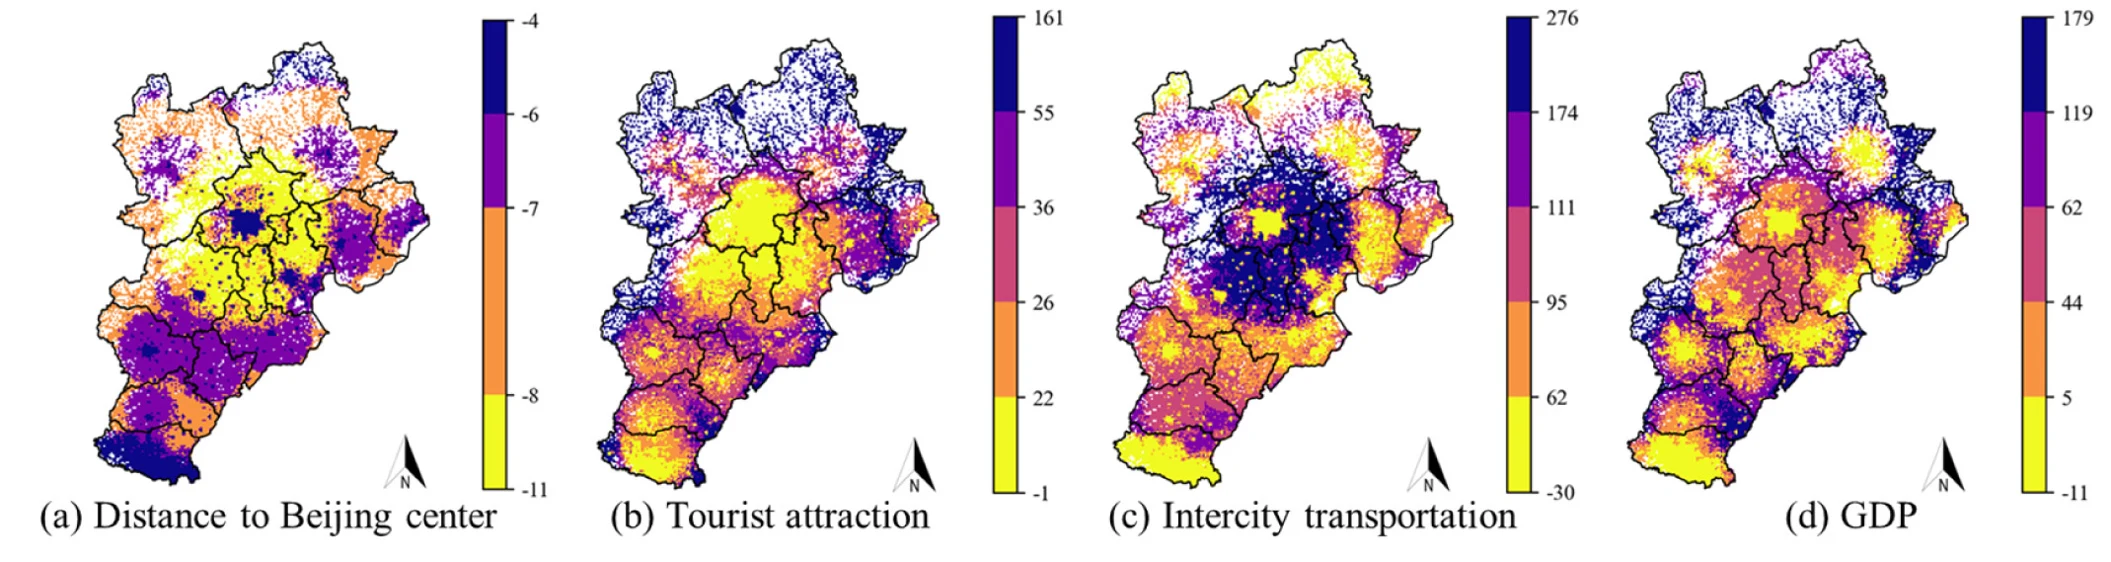 -4
-6
-7
-8
-11
N
(a) Distance to Beijing center
161
55
36
26
22
-1
N
(b) Tourist attraction
276
174
111
95
62
-30
N
(c) Intercity transportation
179
119
62
44
5
-11
N
(d) GDP